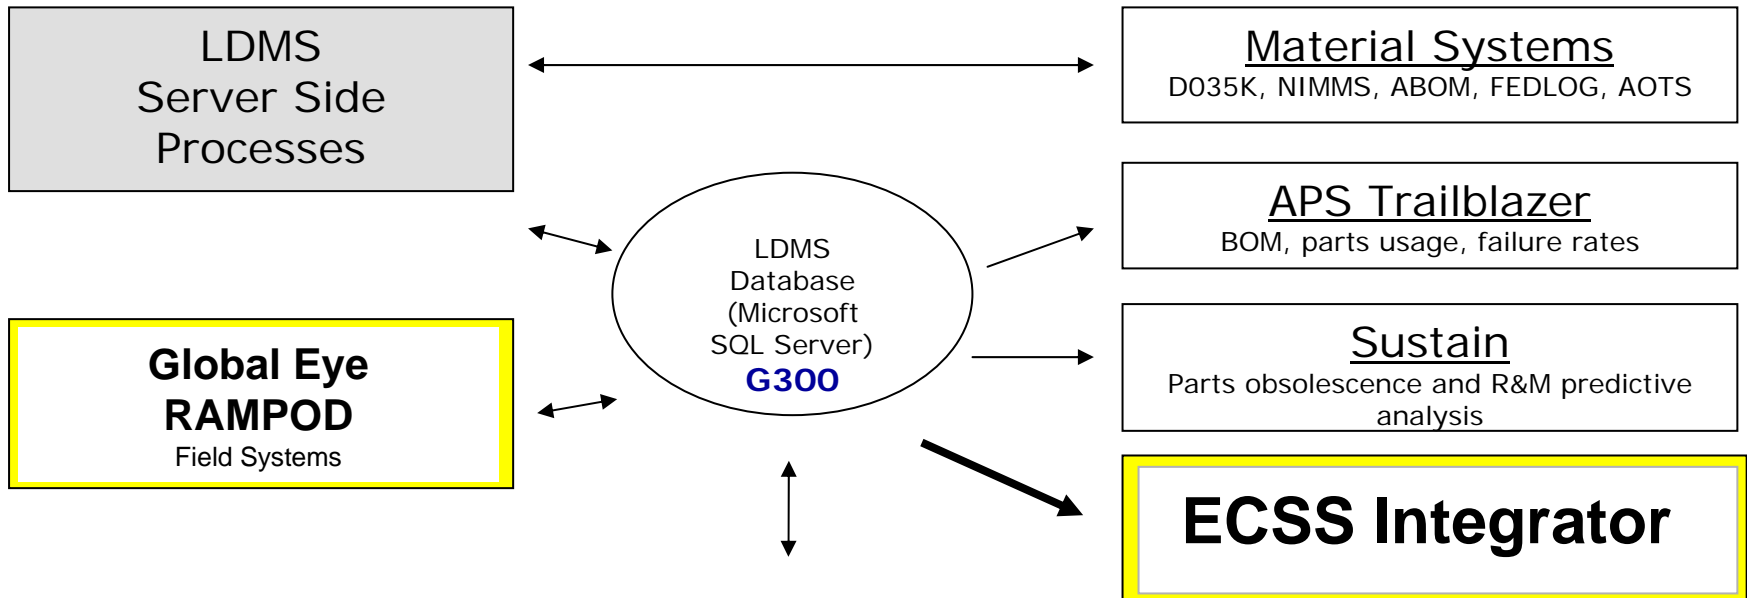 LDMS
Server Side
Processes
Material Systems
D035K, NIMMS, ABOM, FEDLOG, AOTS
APS Trailblazer
BOM, parts usage, failure rates
LDMS
Database
(Microsoft
SQL Server)
G300
Global Eye
RAMPOD
Field Systems
Sustain
Parts obsolescence and R&M predictive
analysis
ECSS Integrator